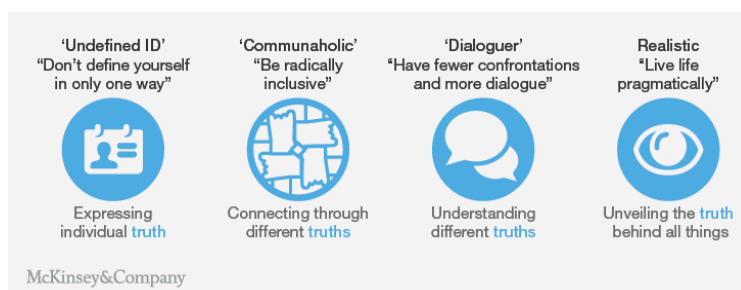 ‘Undefined ID’
“Don’t define yourself
in only one way”
Expressing
individual truth
‘Communaholic’
“Be radically
inclusive”
Connecting through
different truths
‘Dialoguer’
“Have fewer confrontations
and more dialogue”
Understanding
different truths
Realistic
“Live life
pragmatically”
Unveiling the truth
behind all things
McKinsey&Company